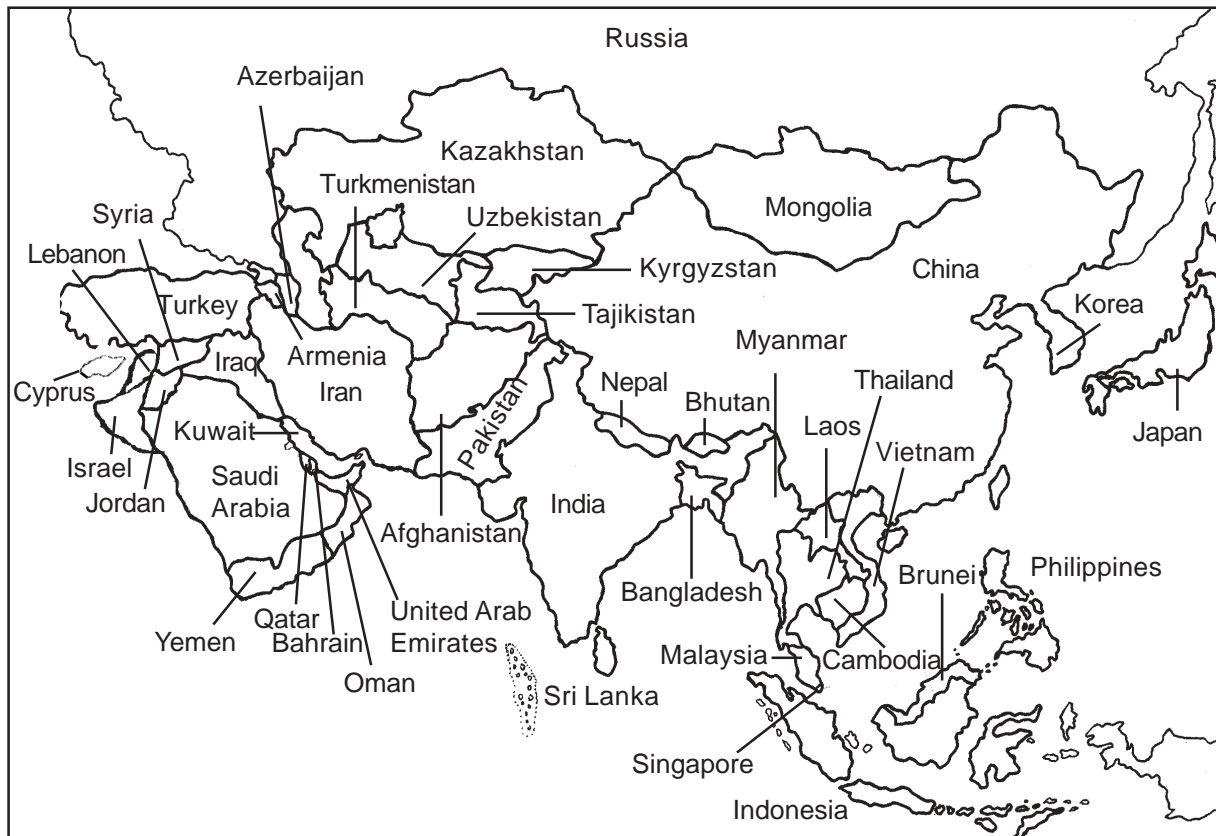 Russia
Azerbaijan
Kazakhstan
Turkmenistan
Syria
Uzbekistan
Mongolia
Lebanon
Kyrgyzstan
China
Turkey
Tajikistan
Korea
Myanmar
Armenia
Iraq
Iran
Cyprus
Nepal
Thailand
Bhutan
Pakistan
Laos
Kuwait
Japan
Vietnam
Israel
Saudi
Arabia
Jordan
India
Afghanistan
Philippines
Brunei
Bangladesh
Qatar
United Arab
Emirates
Yemen
Bahrain
Malaysia
Cambodia
Oman
Sri Lanka
Singapore
Indonesia